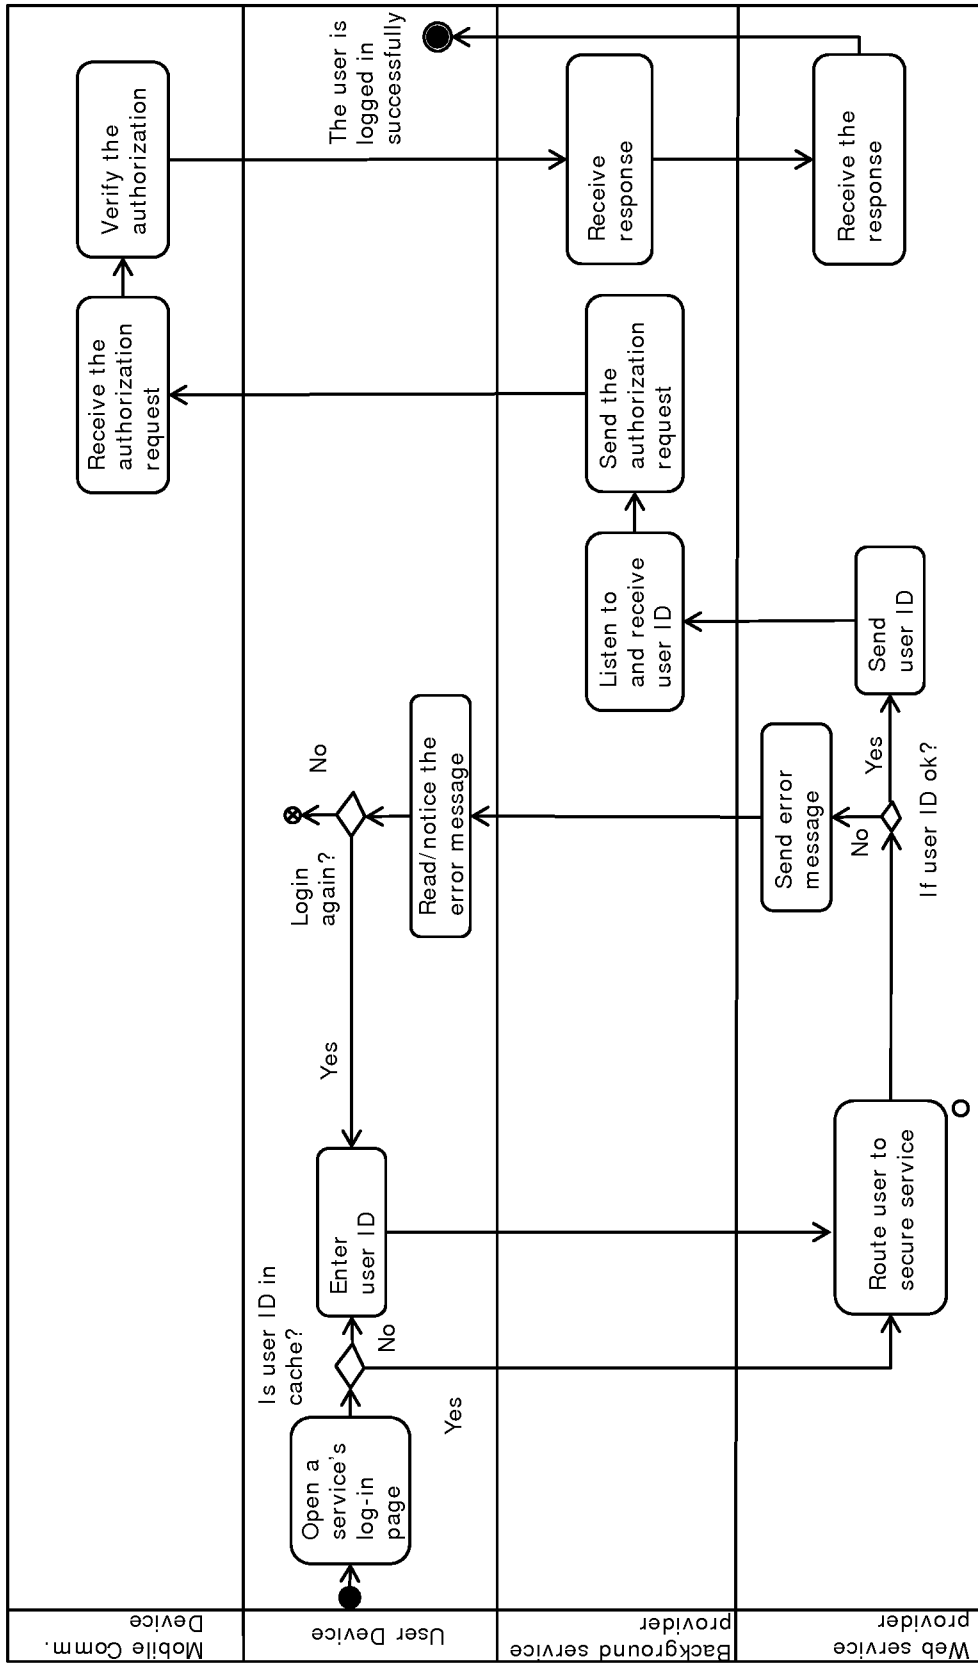 Mobile Comm.
Device
Receive the
authorization
request
Verify the
authorization
User Device
Open a
service's
log-in
page
Is user ID in
cache?
No
Yes
Enter
user ID
Yes
Login
again?
No
Read/notice the
error message
The user is
logged in
successfully
Background service
provider
Listen to
and receive
user ID
Send the
authorization
request
Receive
response
Web service
provider
Route user to
secure service
Send error
message
No
Yes
If user ID ok?
Send
user ID
Receive the
response